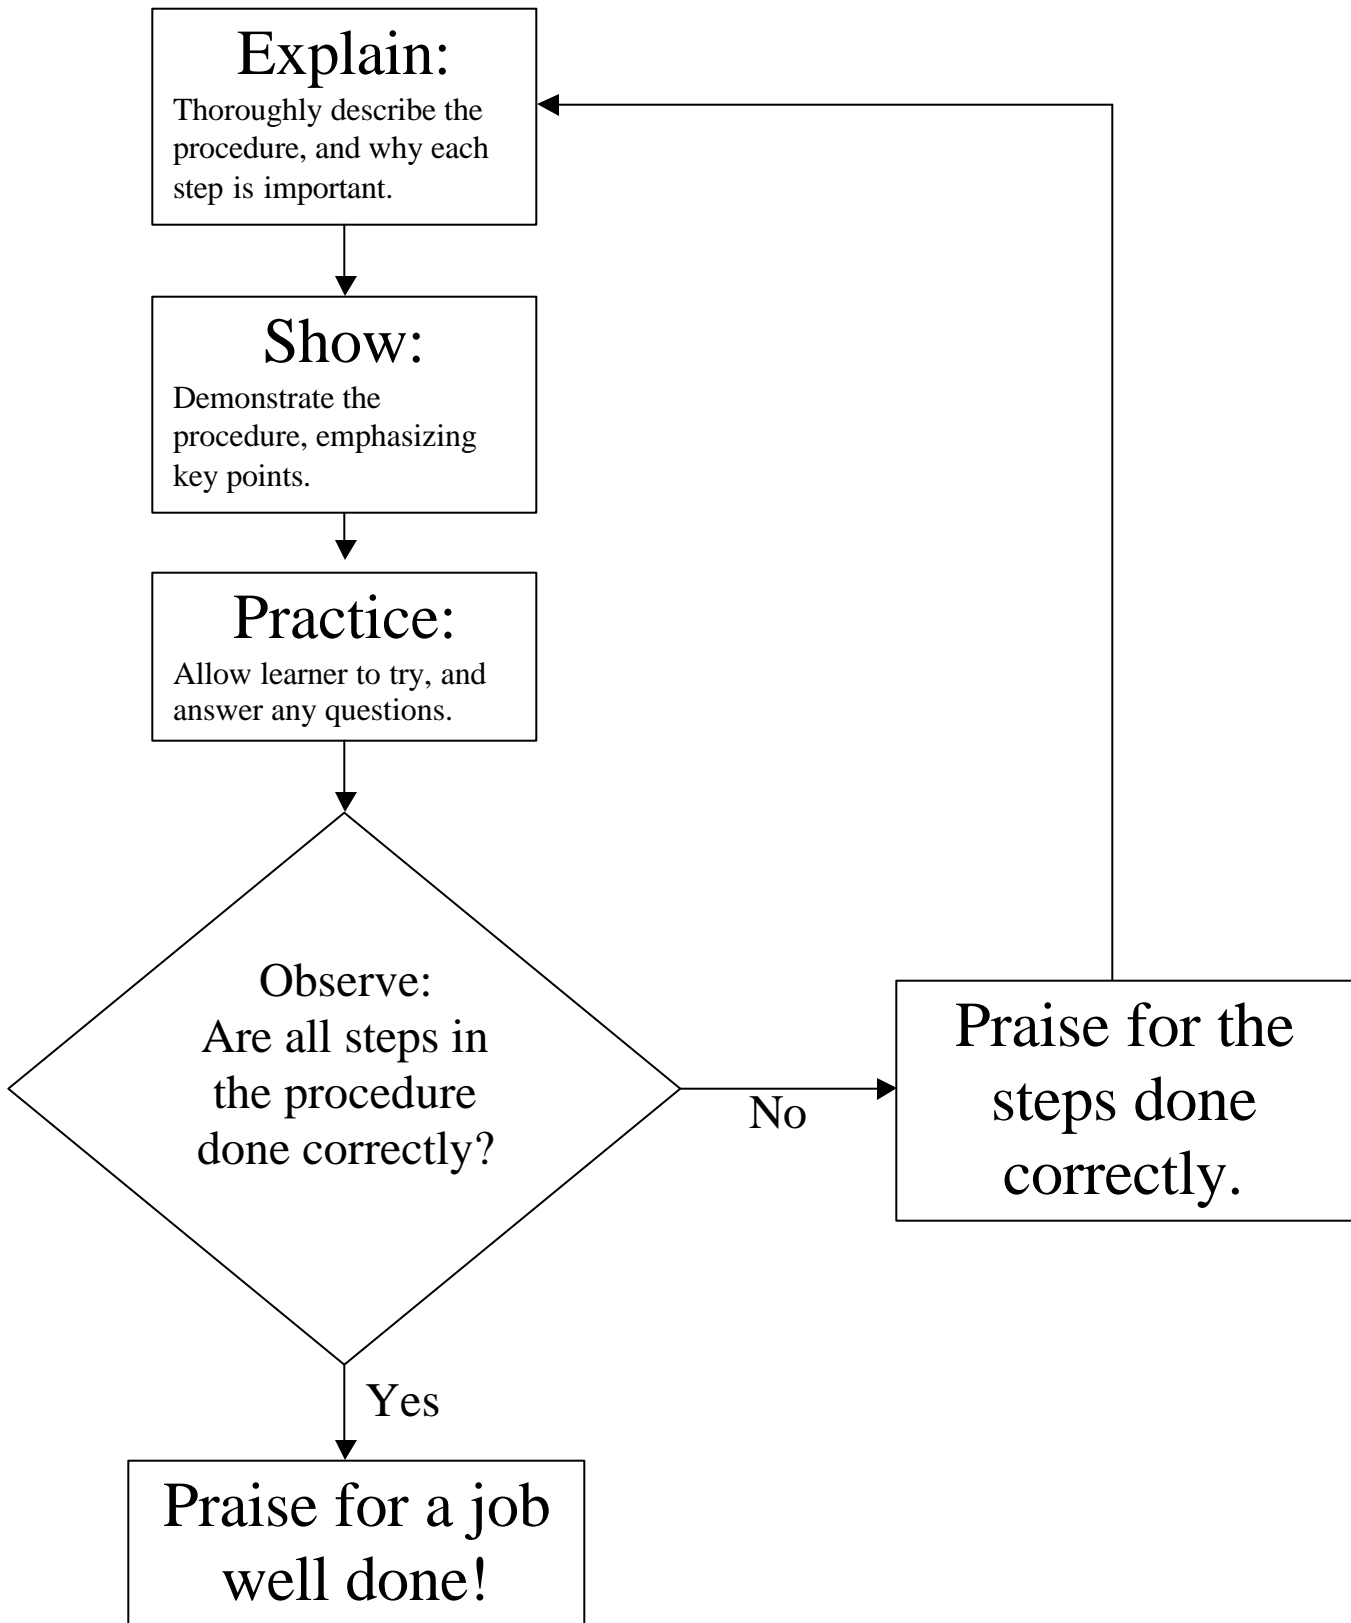 Explain:
Thoroughly describe the
procedure, and why each
step is important.
Show:
Demonstrate the
procedure, emphasizing
key points.
Practice:
Allow learner to try, and
answer any questions.
Observe:
Are all steps in
the procedure
done correctly?
No
Praise for the
steps done
correctly.
Yes
Praise for a job
well done!